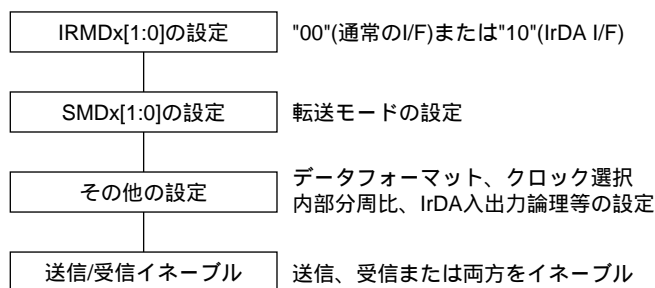 IRMDx[1:0]の設定
"00"(通常のI/F)または"10"(IrDA I/F)
SMDx[1:0]の設定
転送モードの設定
その他の設定
データフォーマット、クロック選択
内部分周比、IrDA入出力論理等の設定
送信/受信イネーブル
送信、受信または両方をイネーブル